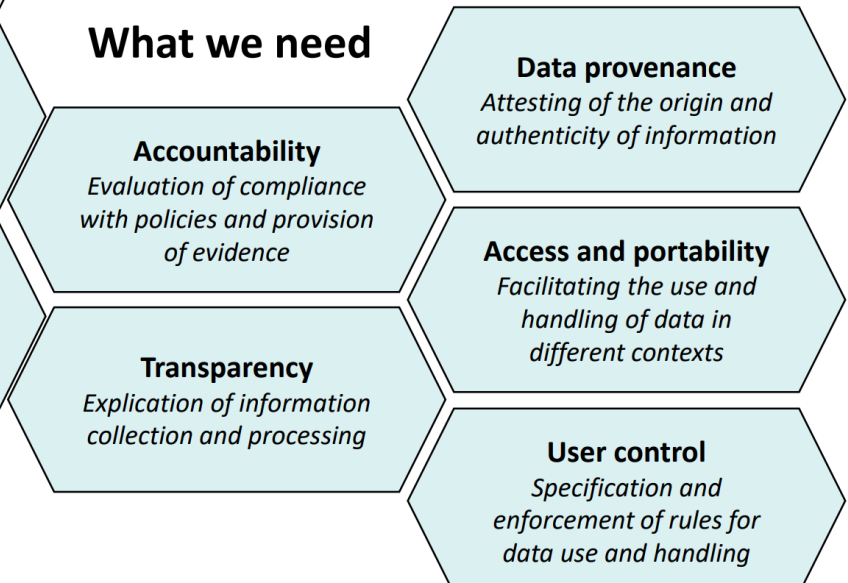 What we need
Accountability
Evaluation of compliance
with policies and provision
of evidence
Transparency
Explication of information
collection and processing
Data provenance
Attesting of the origin and
authenticity of information
Access and portability
Facilitating the use and
handling of data in
different contexts
User control
Specification and
enforcement of rules for
data use and handling